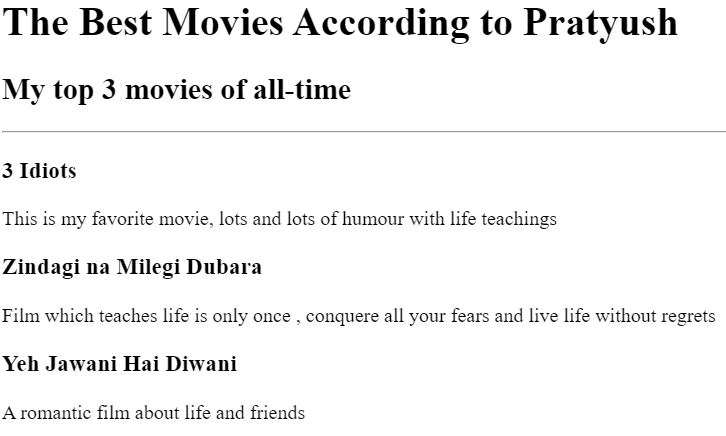 The Best Movies According to Pratyush
My top 3 movies of all-time
3 Idiots
This is my favorite movie, lots and lots of humour with life teachings
Zindagi na Milegi Dubara
Film which teaches life is only once , conquere all your fears and live life without regrets
Yeh Jawani Hai Diwani
A romantic film about life and friends